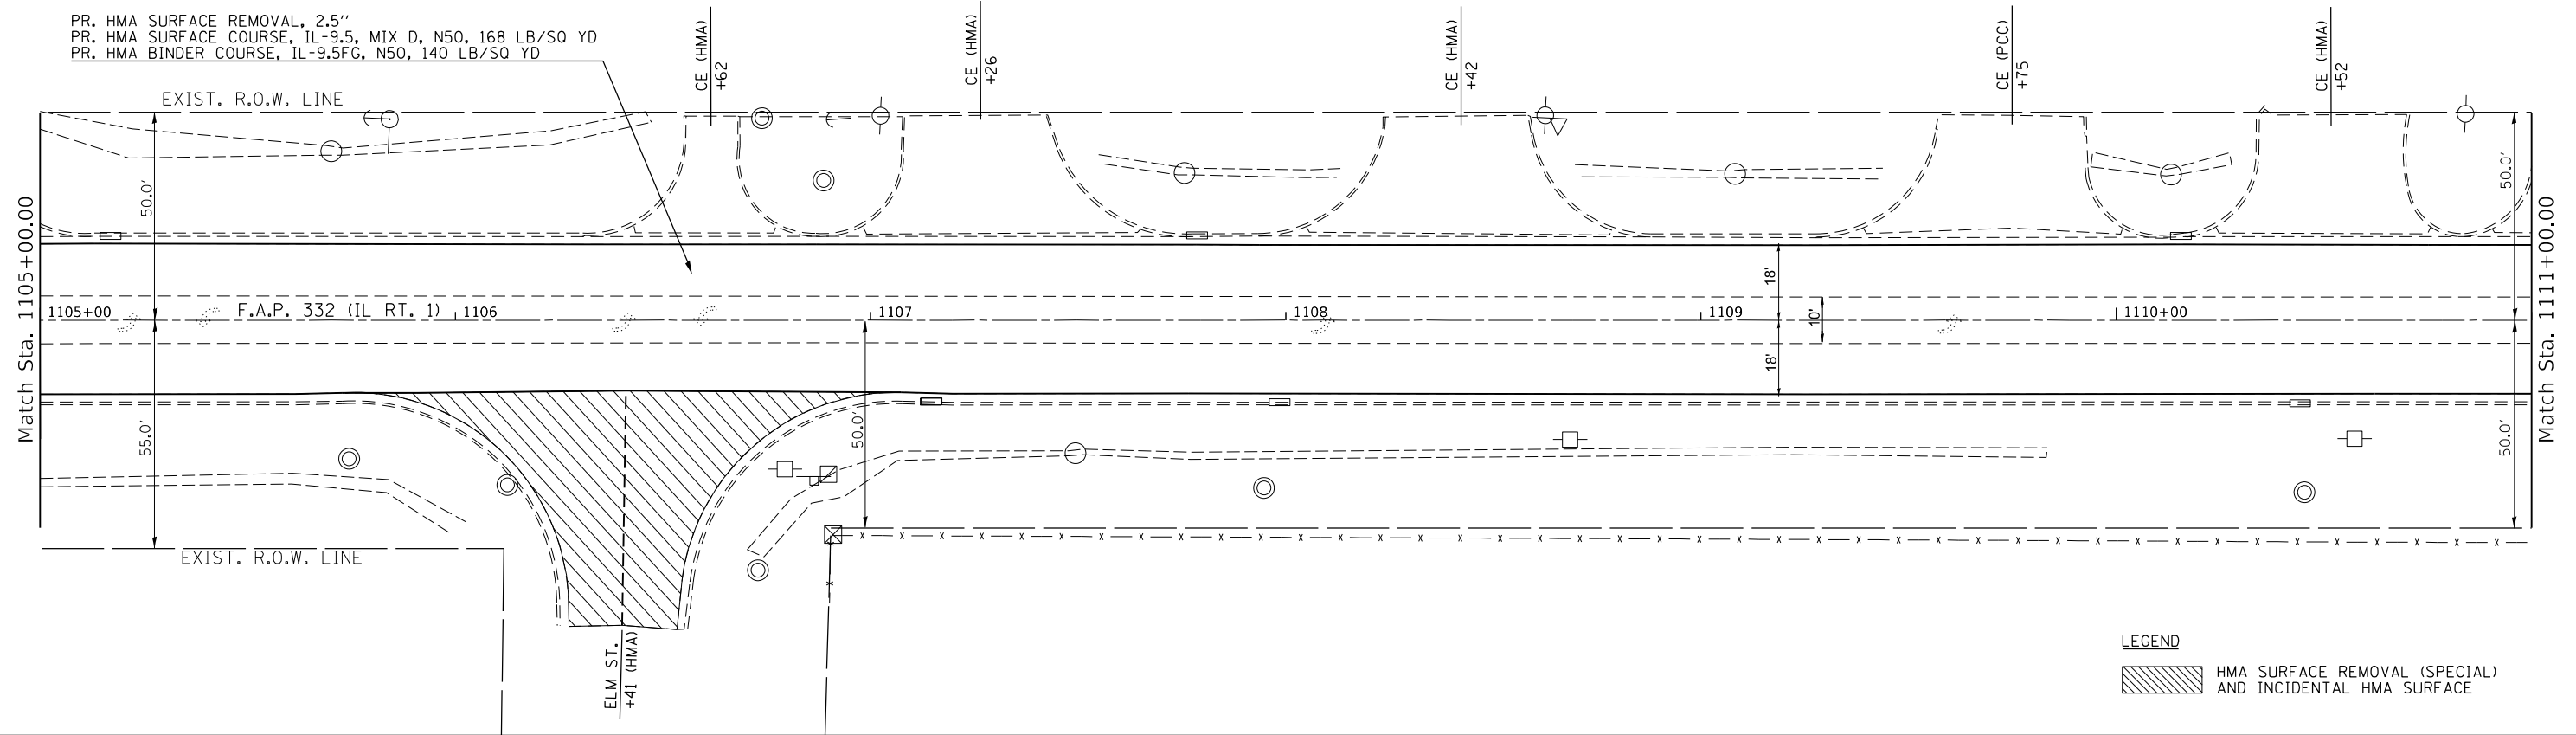 PR. HMA SURFACE REMOVAL, 2.5"
PR. HMA SURFACE COURSE, IL-9.5, MIX D, N50, 168 LB/SQ YD
PR. HMA BINDER COURSE, IL-9.5FG, N50, 140 LB/SQ YD
CE (HMA)
+62
CE (HMA)
+26
CE (HMA)
+42
CE (PCC)
+75
CE (HMA)
+52
EXIST. R.O.W. LINE
50.0'
50.0'
Match Sta. 1105+00.00
Match Sta. 1111+00.00
18'
1105+00
F.A.P. 332 (IL RT. 1)
1106
1107
1108
1109
1110+00
10'
18'
55.0'
50.0'
50.0'
EXIST. R.O.W. LINE
X X X X X X X X X X X X X X X X X X X X X X X X X X X X X X X X X X X X X X X X X X
ELM ST.
+41 (HMA)
LEGEND
HMA SURFACE REMOVAL (SPECIAL)
AND INCIDENTAL HMA SURFACE